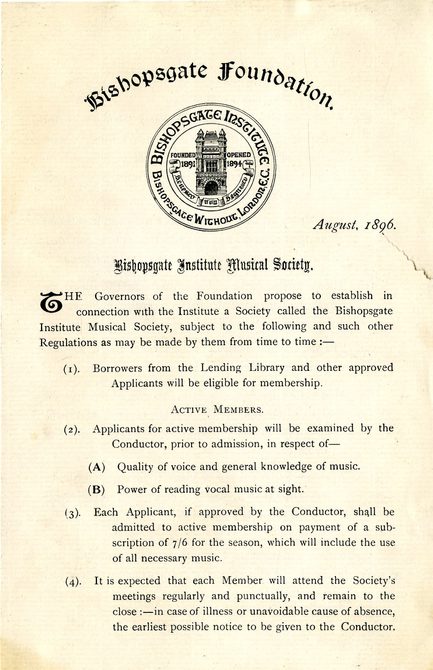 Bishopsgate Foundation.
BISHOPSGATE INSTITUTE
FOUNDED OPENED
1891 1894
BISHOPSGATE WITHOUT, LONDON, E.C.
August, 1896.
Bishopsgate Institute Musical Society.
THE Governors of the Foundation propose to establish in
connection with the Institute a Society called the Bishopsgate
Institute Musical Society, subject to the following and such other
Regulations as may be made by them from time to time :—
(1). Borrowers from the Lending Library and other approved
Applicants will be eligible for membership.
ACTIVE MEMBERS.
(2). Applicants for active membership will be examined by the
Conductor, prior to admission, in respect of—
(A) Quality of voice and general knowledge of music.
(B) Power of reading vocal music at sight.
(3). Each Applicant, if approved by the Conductor, shall be
admitted to active membership on payment of a sub-
scription of 7/6 for the season, which will include the use
of all necessary music.
(4). It is expected that each Member will attend the Society's
meetings regularly and punctually, and remain to the
close :—in case of illness or unavoidable cause of absence,
the earliest possible notice to be given to the Conductor.